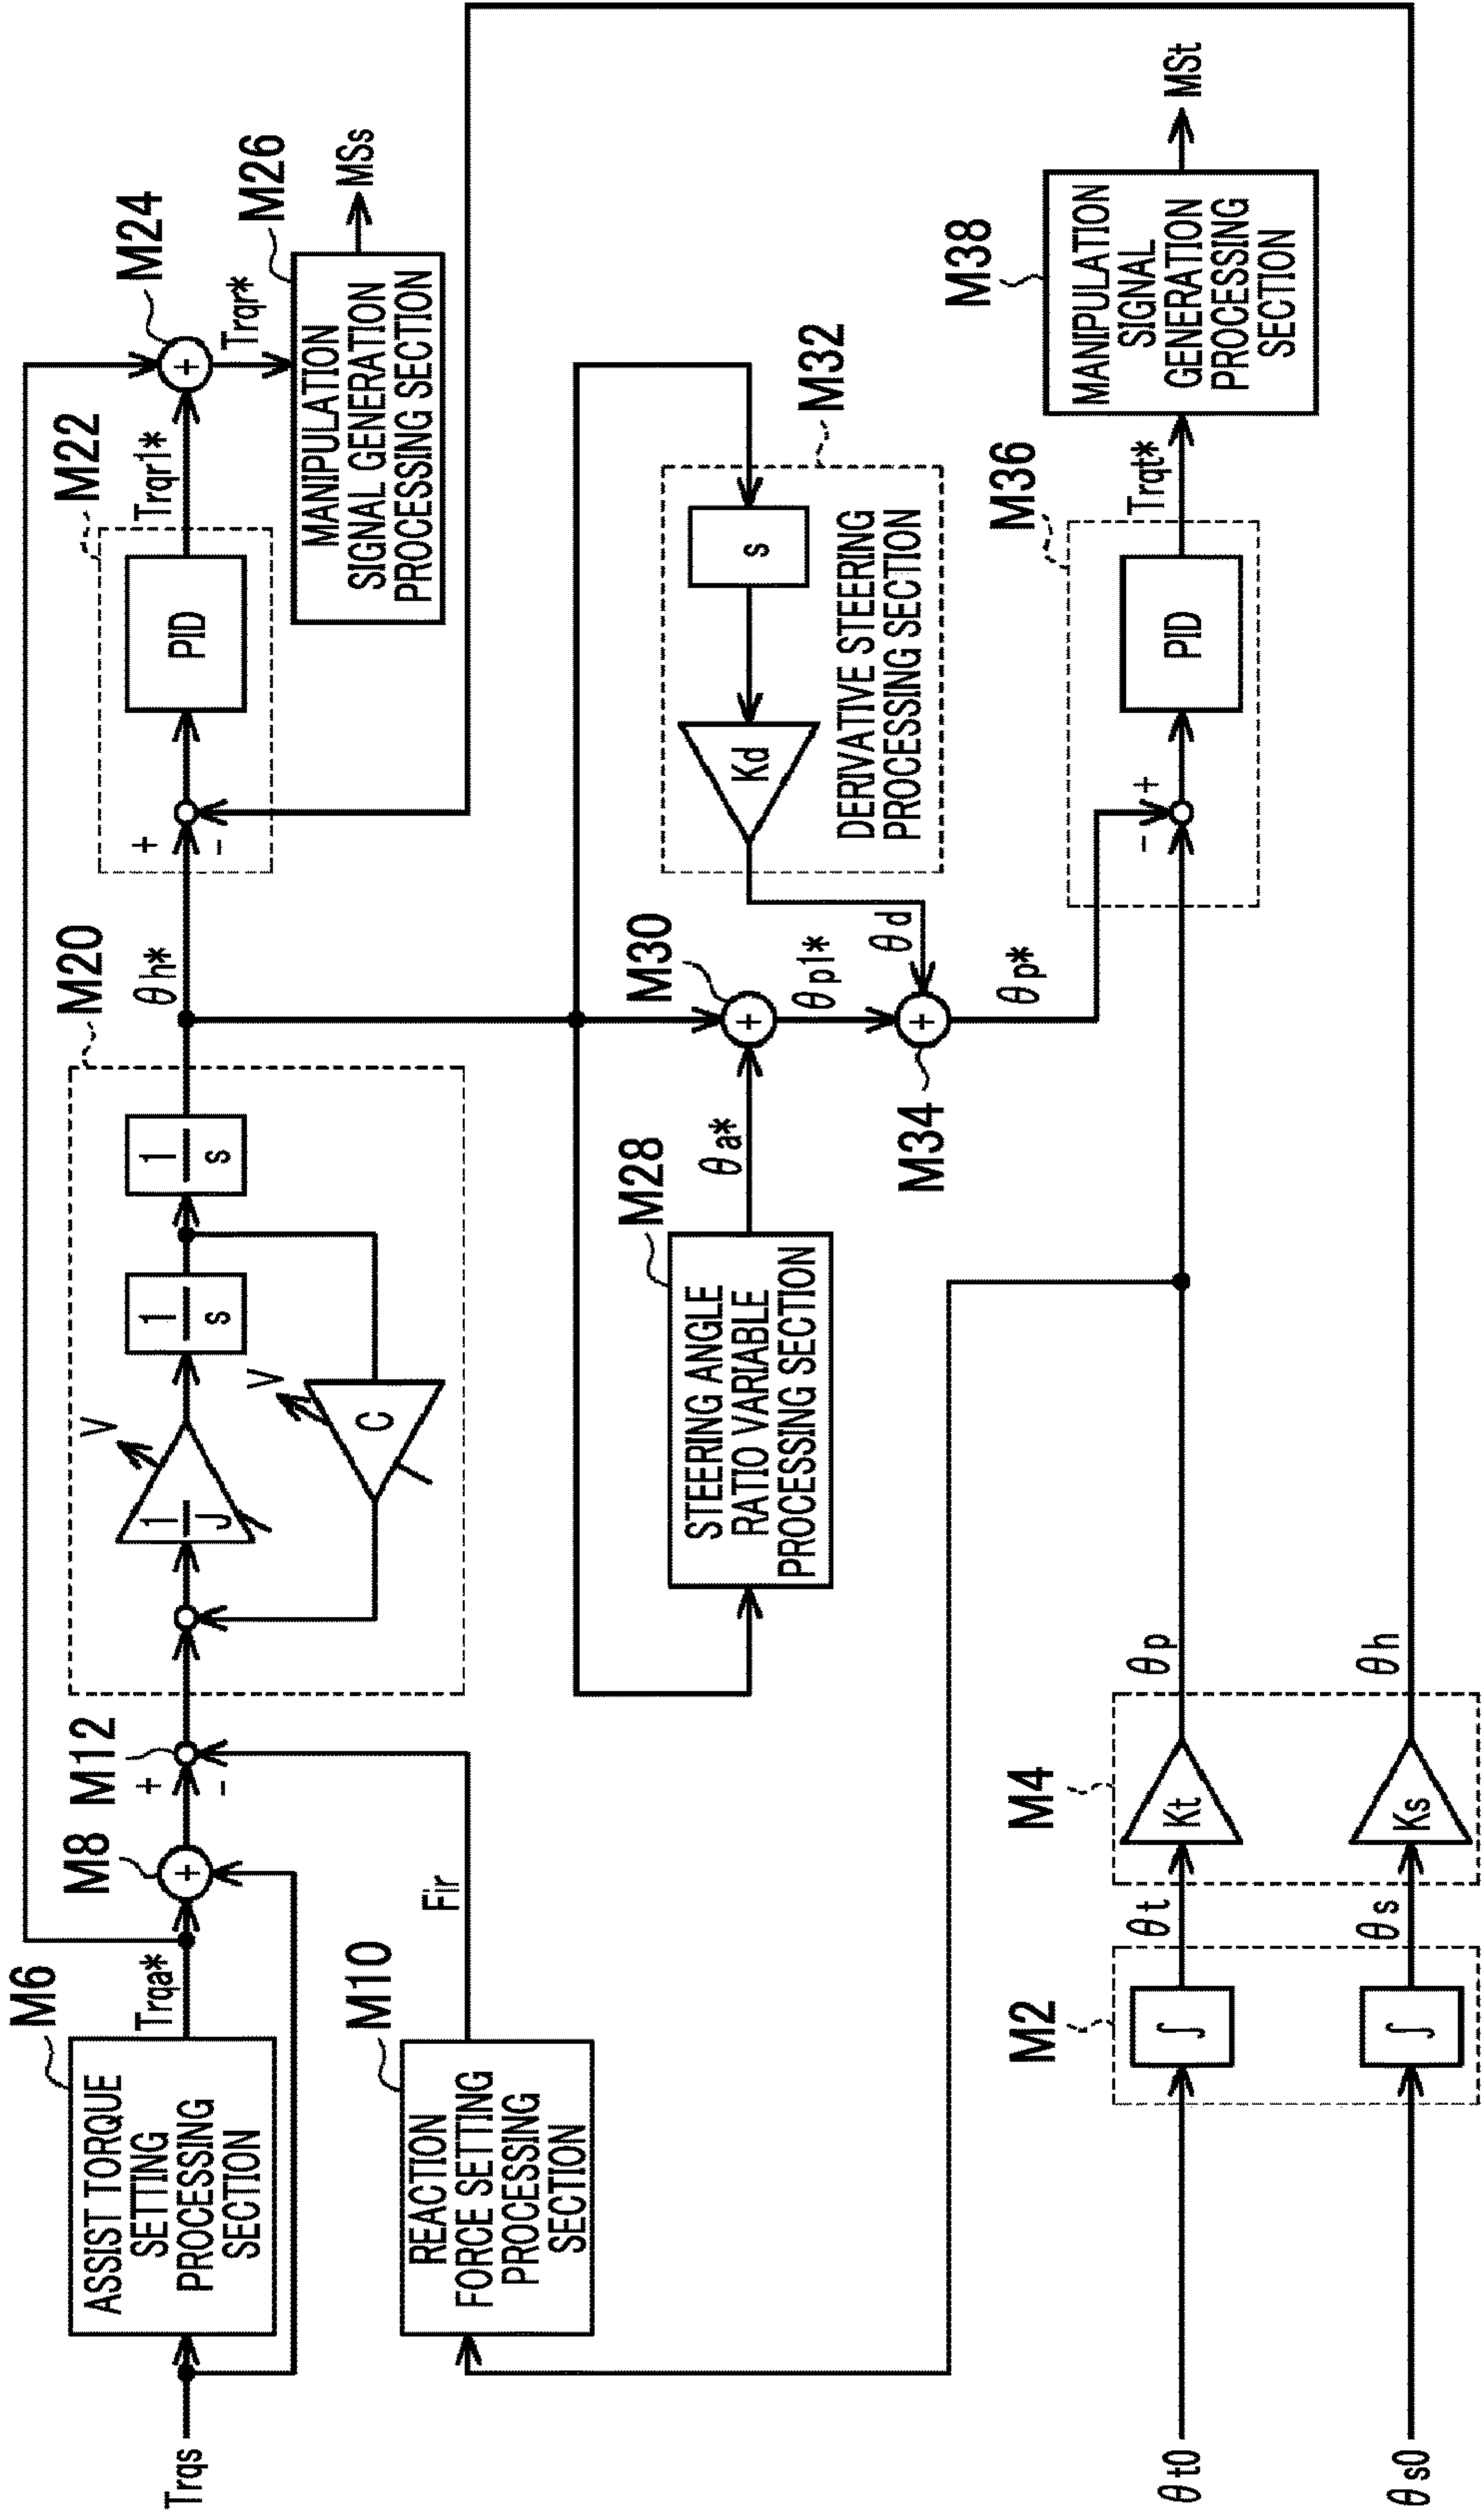 Trqs
ASSIST TORQUE
SETTING
PROCESSING
SECTION
M6
Trqa*
M8
+
+
-
M12
REACTION
FORCE SETTING
PROCESSING
SECTION
M10
Fir
M20
1
J
V
1
s
1
s
C
V
θh*
+
-
PID
M22
Trqr1*
+
M24
Trqr*
MANIPULATION
SIGNAL GENERATION
PROCESSING SECTION
M26
MSs
STEERING ANGLE
RATIO VARIABLE
PROCESSING SECTION
M28
θa*
+
M30
θp1*
s
Kd
DERIVATIVE STEERING
PROCESSING SECTION
M32
θd
+
M34
θp*
θt0
∫
M2
θt
Kt
M4
θp
-
+
PID
M36
Trqt*
MANIPULATION
SIGNAL
GENERATION
PROCESSING
SECTION
M38
MSt
θs0
∫
θs
Ks
θh